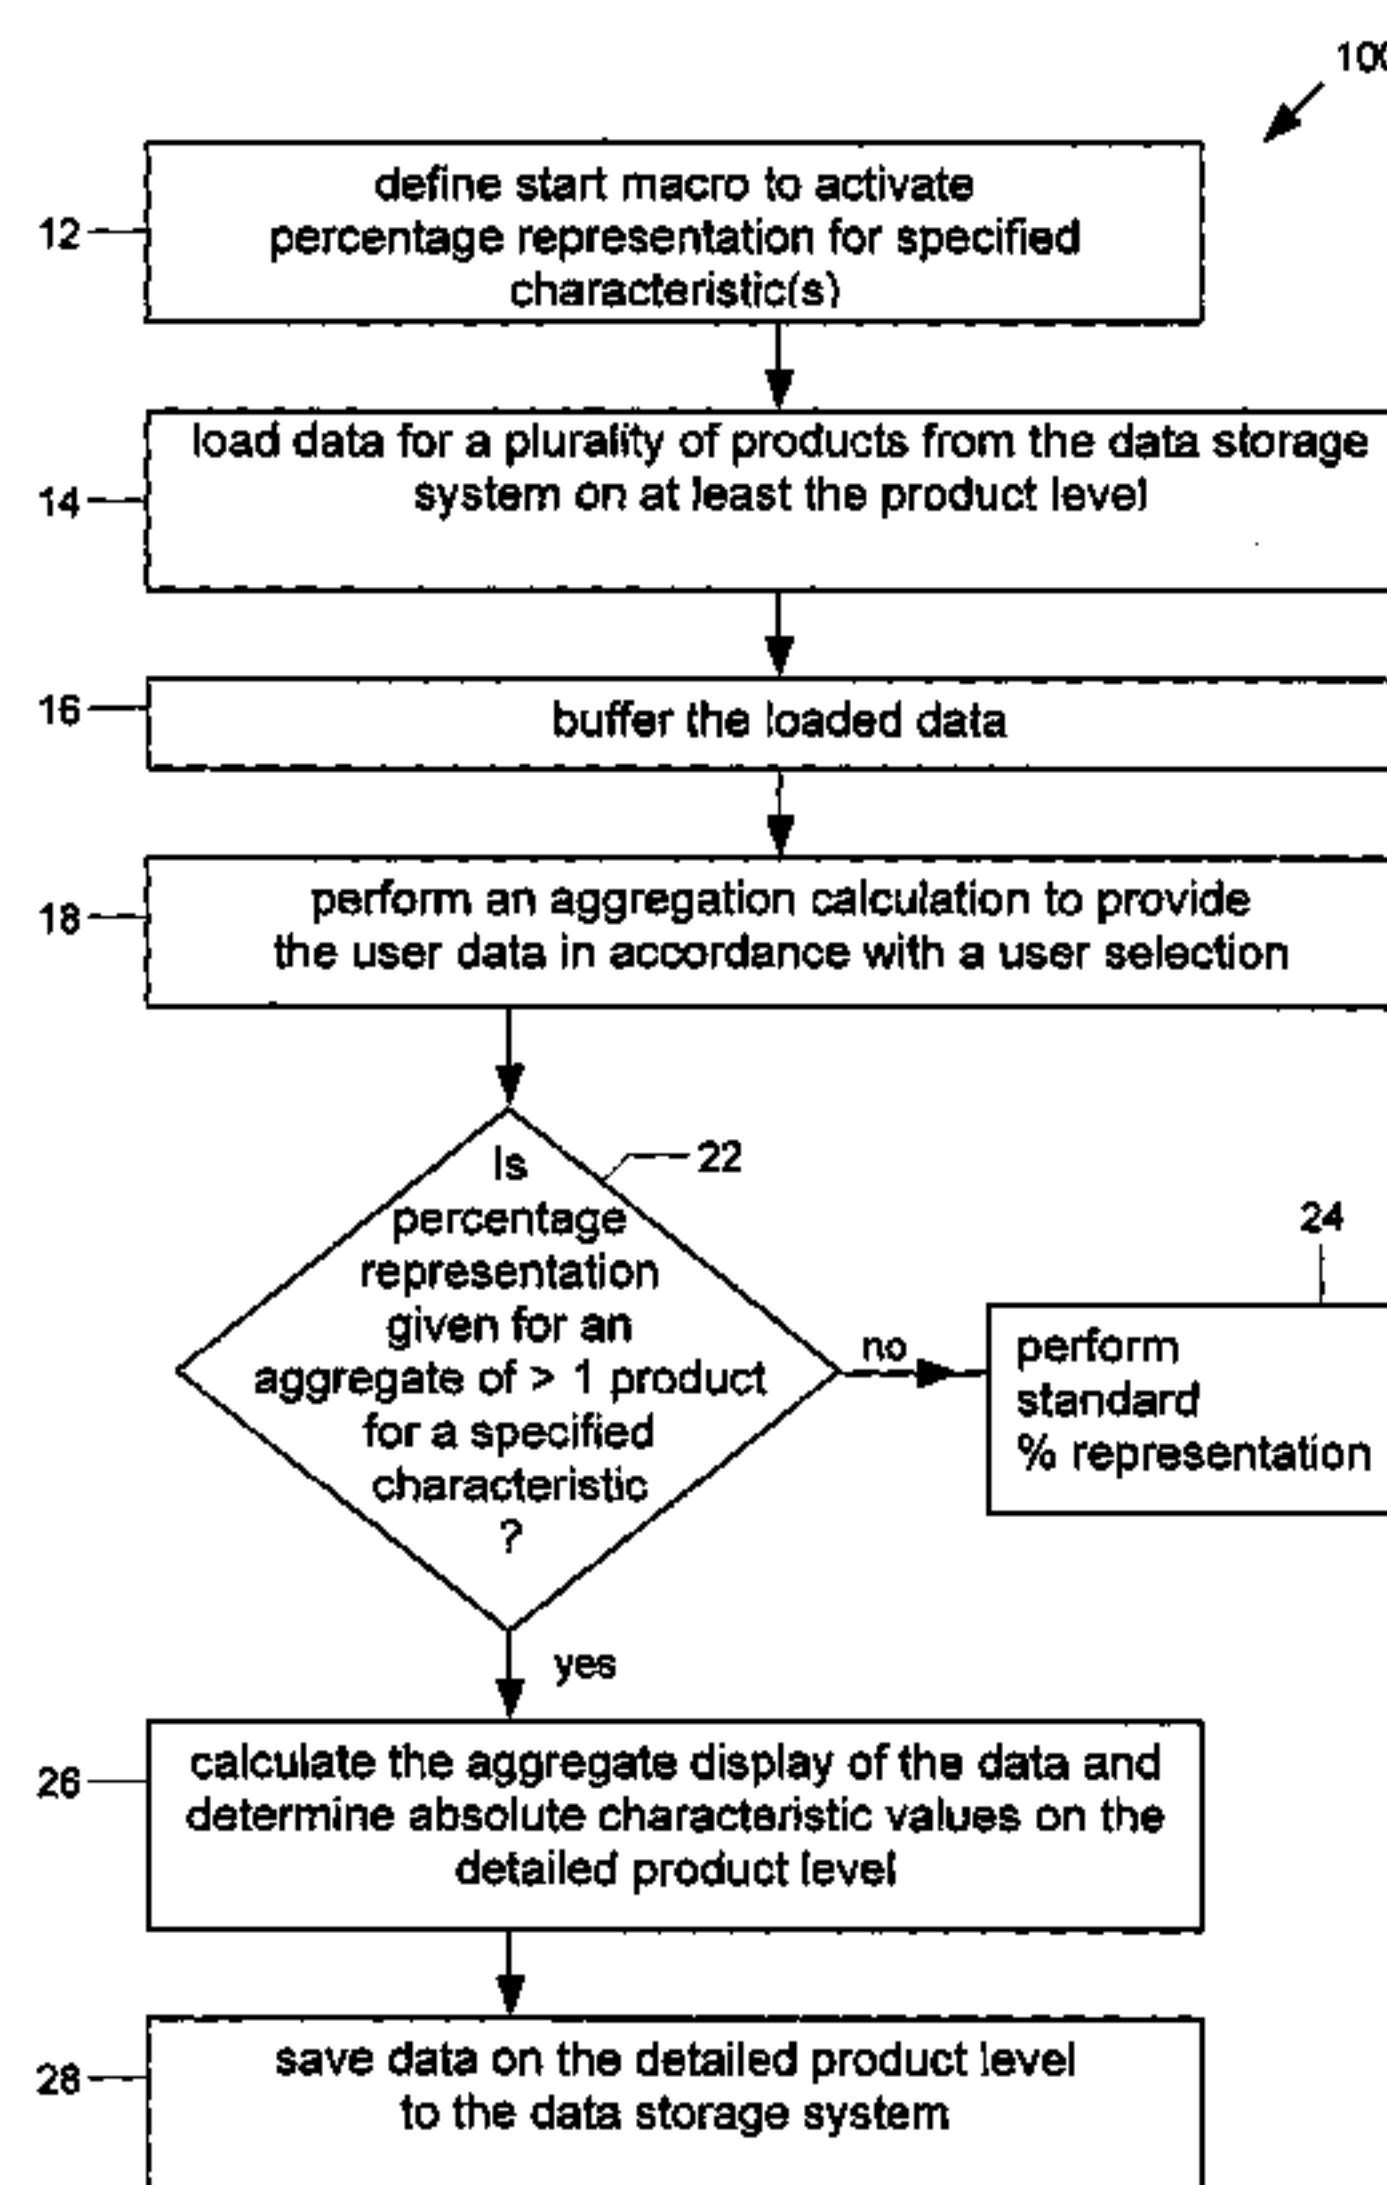 100
12
define start macro to activate
percentage representation for specified
characteristic(s)
14
load data for a plurality of products from the data storage
system on at least the product level
16
buffer the loaded data
18
perform an aggregation calculation to provide
the user data in accordance with a user selection
22
Is
percentage
representation
given for an
aggregate of > 1 product
for a specified
characteristic
?
no
24
perform
standard
% representation
yes
26
calculate the aggregate display of the data and
determine absolute characteristic values on the
detailed product level
28
save data on the detailed product level
to the data storage system